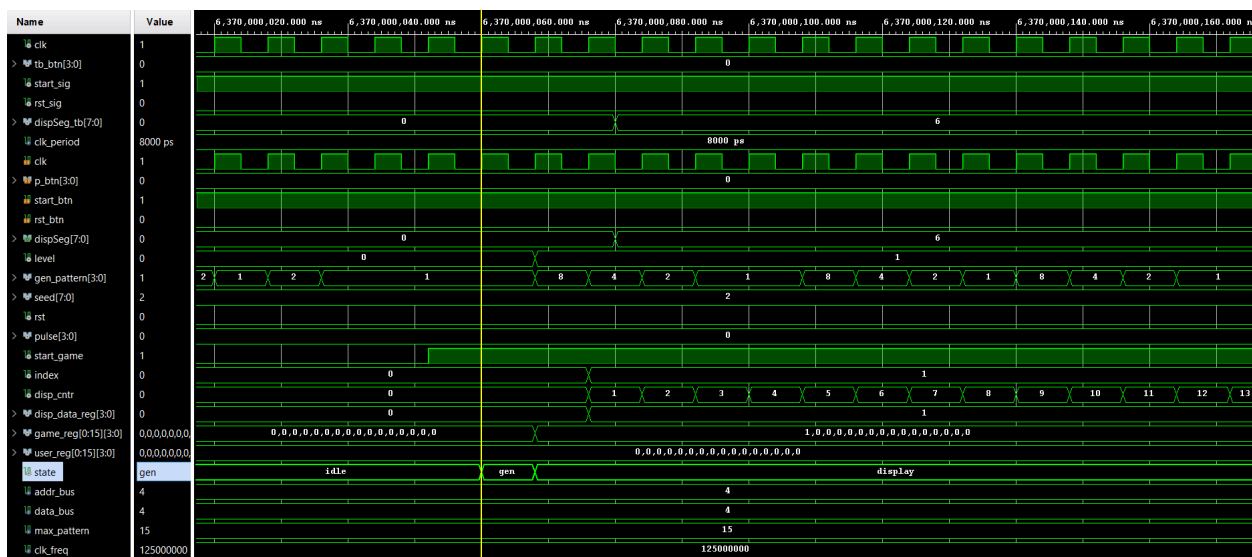 Name Value 6,370,000,020.000 ns 6,370,000,040.000 ns 6,370,000,060.000 ns 6,370,000,080.000 ns 6,370,000,100.000 ns 6,370,000,120.000 ns 6,370,000,140.000 ns 6,370,000,160.000 ns
clk 1
tb_btn[3:0] 0 0
start_sig 1
rst_sig 0
dispSeg_tb[7:0] 0 0 6
clk_period 8000 ps 8000 ps
clk 1
p_btn[3:0] 0 0
start_btn 1
rst_btn 0
dispSeg[7:0] 0 0 6
level 0 0 1
gen_pattern[3:0] 1 2 1 2 1 8 4 2 1 8 4 2 1 8 4 2 1
seed[7:0] 2 2
rst 0
pulse[3:0] 0 0
start_game 1
index 0 0 1
disp_cntr 0 0 1 2 3 4 5 6 7 8 9 10 11 12 13
disp_data_reg[3:0] 0 0 1
game_reg[0:15][3:0] 0,0,0,0,0,0,0, 0,0,0,0,0,0,0,0,0,0,0,0,0,0,0,0 1,0,0,0,0,0,0,0,0,0,0,0,0,0,0,0
user_reg[0:15][3:0] 0,0,0,0,0,0,0, 0,0,0,0,0,0,0,0,0,0,0,0,0,0,0,0
state gen idle gen display
addr_bus 4 4
data_bus 4 4
max_pattern 15 15
clk_freq 125000000 125000000